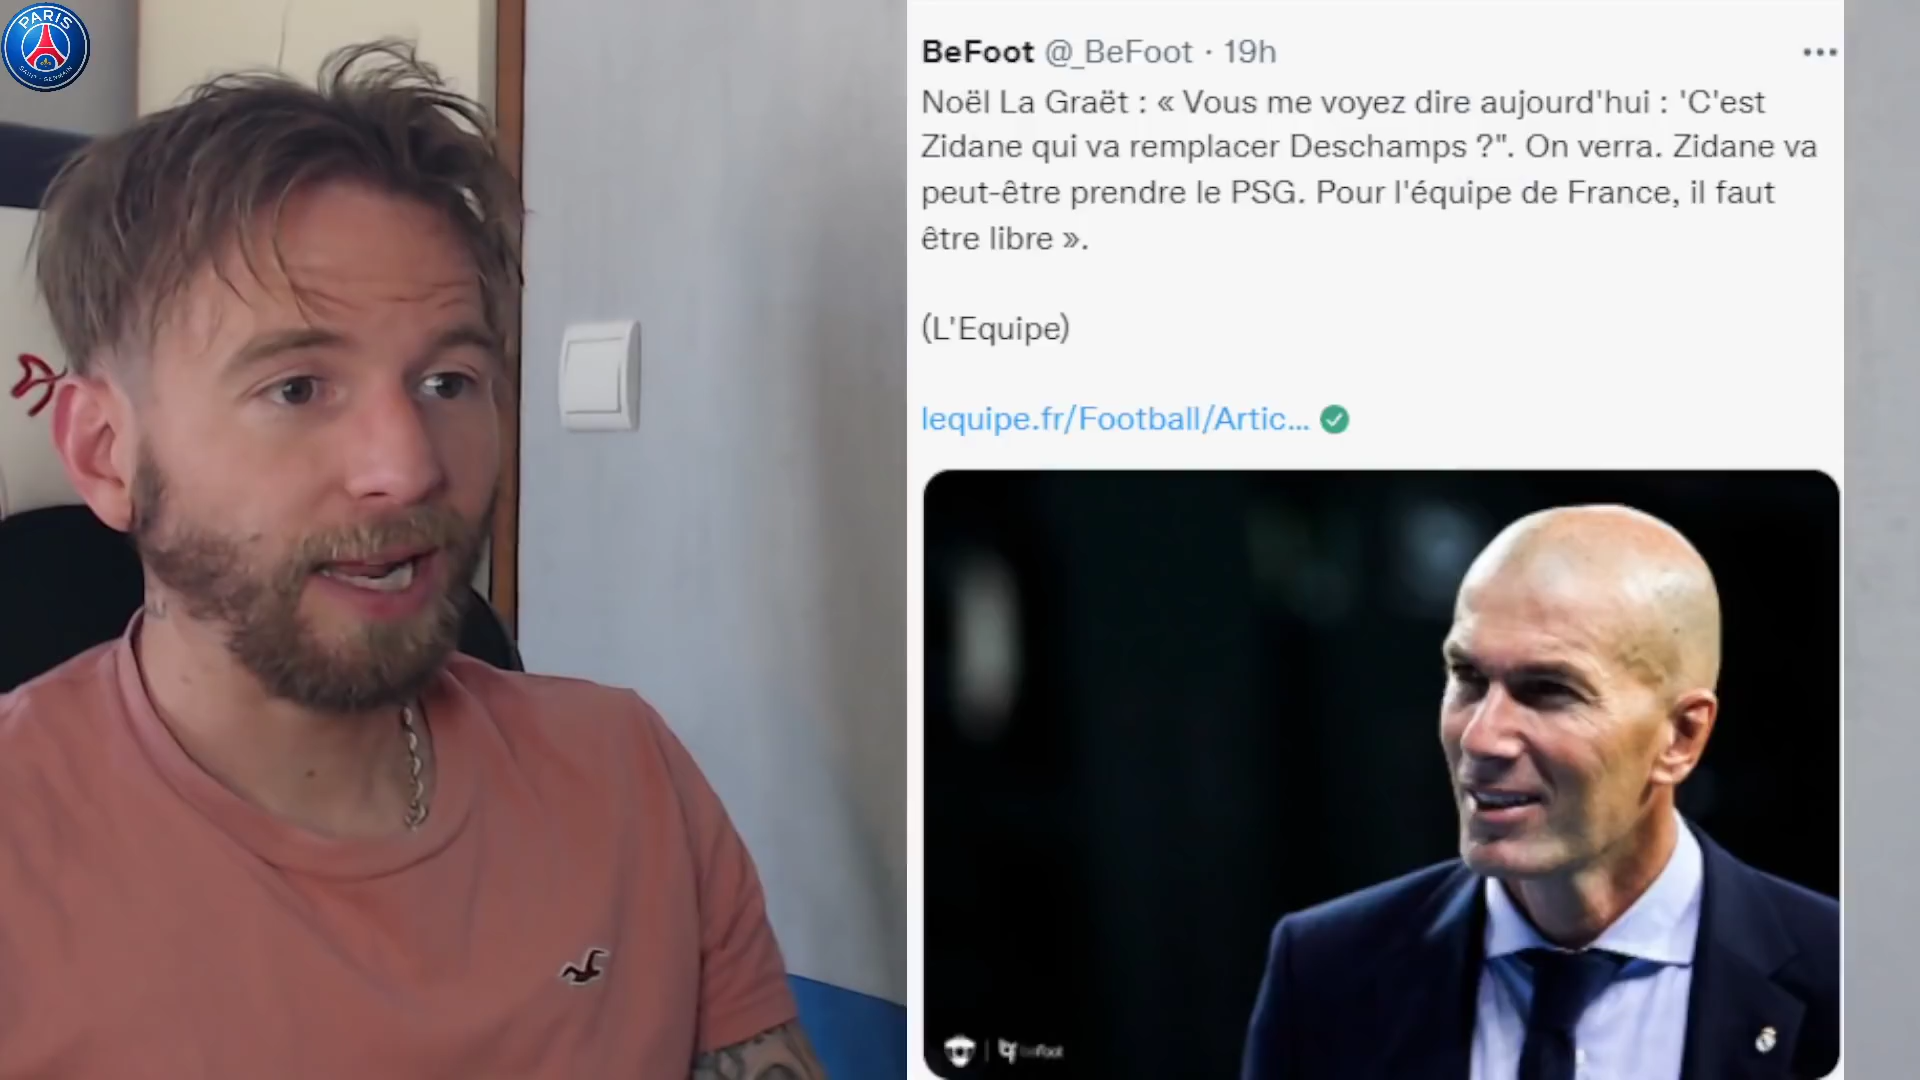 PARIS
SAINT-GERMAIN
BeFoot @_BeFoot · 19h
Noël La Graët : « Vous me voyez dire aujourd'hui : 'C'est
Zidane qui va remplacer Deschamps ?". On verra. Zidane va
peut-être prendre le PSG. Pour l'équipe de France, il faut
être libre ».
(L'Equipe)
lequipe.fr/Football/Artic...
befoot